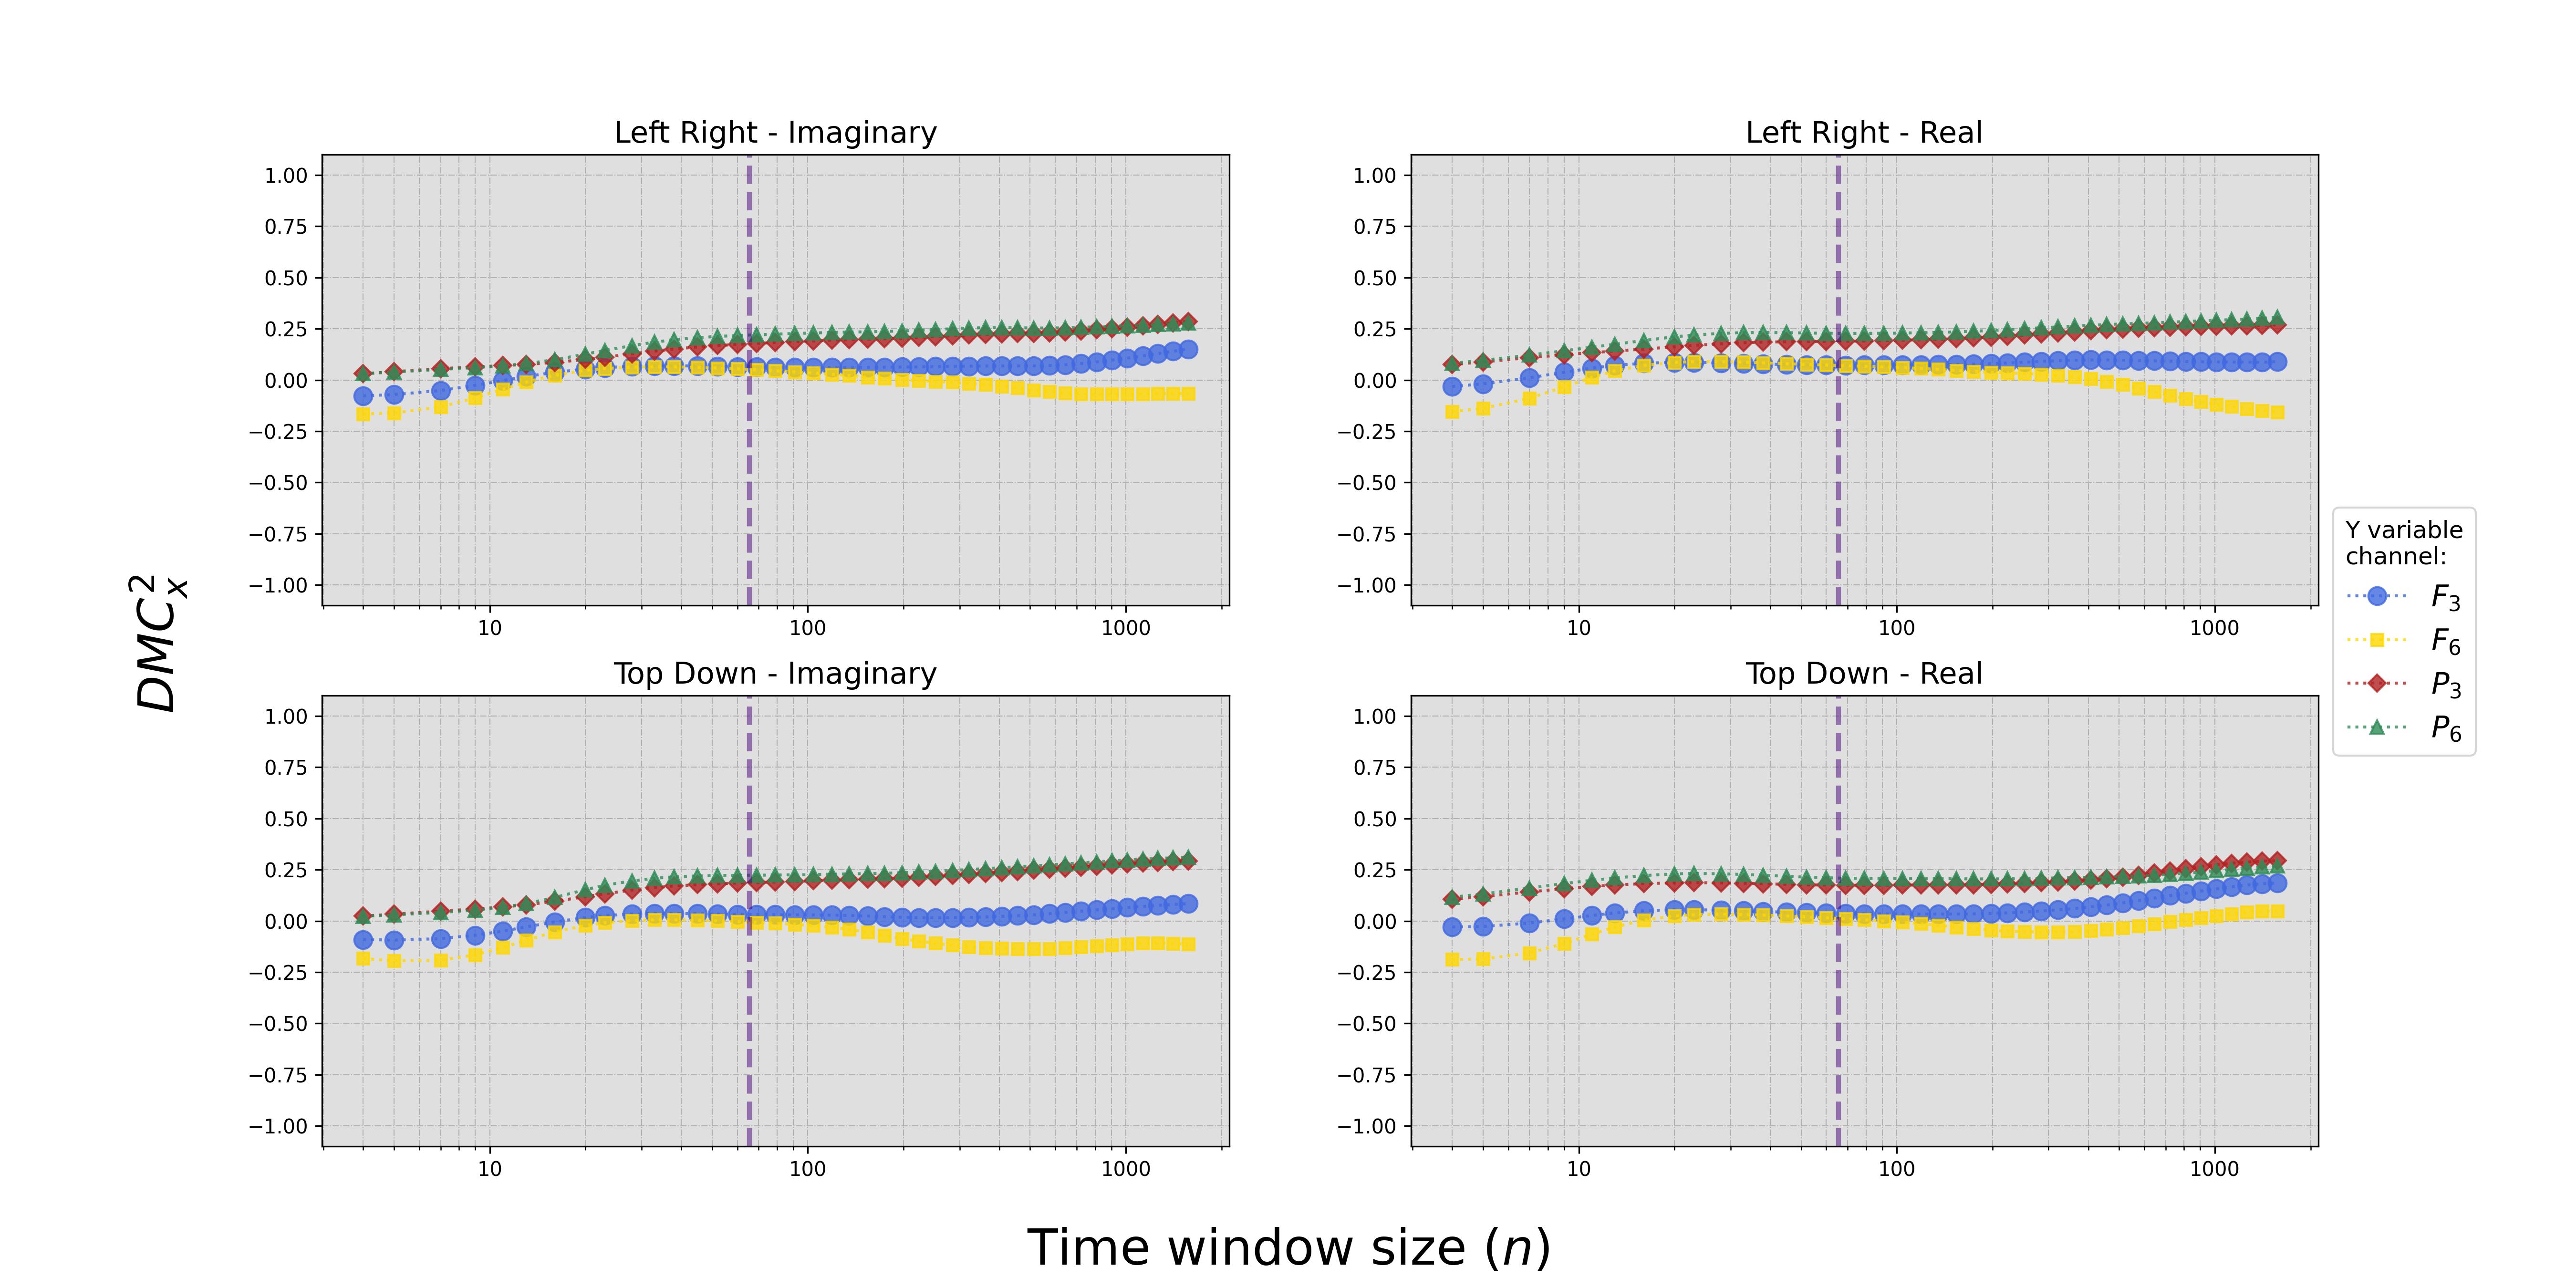 Left Right - Imaginary
1.00
0.75
0.50
0.25
0.00
−0.25
−0.50
−0.75
−1.00
10 100 1000
Left Right - Real
1.00
0.75
0.50
0.25
0.00
−0.25
−0.50
−0.75
−1.00
10 100 1000
Top Down - Imaginary
1.00
0.75
0.50
0.25
0.00
−0.25
−0.50
−0.75
−1.00
10 100 1000
Top Down - Real
1.00
0.75
0.50
0.25
0.00
−0.25
−0.50
−0.75
−1.00
10 100 1000
Y variable
channel:
F₃
F₆
P₃
P₆
DMC²ₓ
Time window size (n)